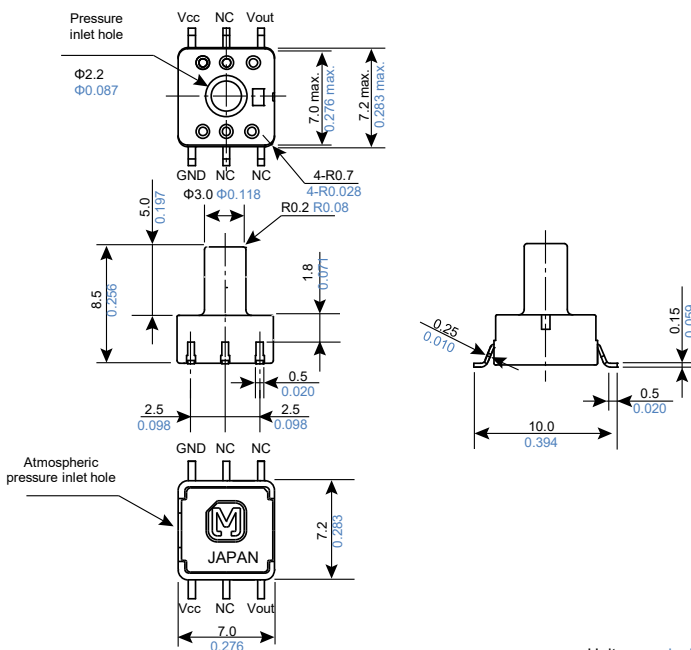 Pressure
inlet hole
Vcc NC Vout
Φ2.2
Φ0.087
7.0 max.
0.276 max.
7.2 max.
0.283 max.
GND NC NC
4-R0.7
4-R0.028
Φ3.0 Φ0.118
R0.2 R0.08
5.0
0.197
8.5
0.256
1.8
0.071
0.5
0.020
2.5
0.098
2.5
0.098
0.25
0.010
0.15
0.059
0.5
0.020
10.0
0.394
GND NC NC
Atmospheric
pressure inlet hole
M
JAPAN
7.2
0.283
Vcc NC Vout
7.0
0.276